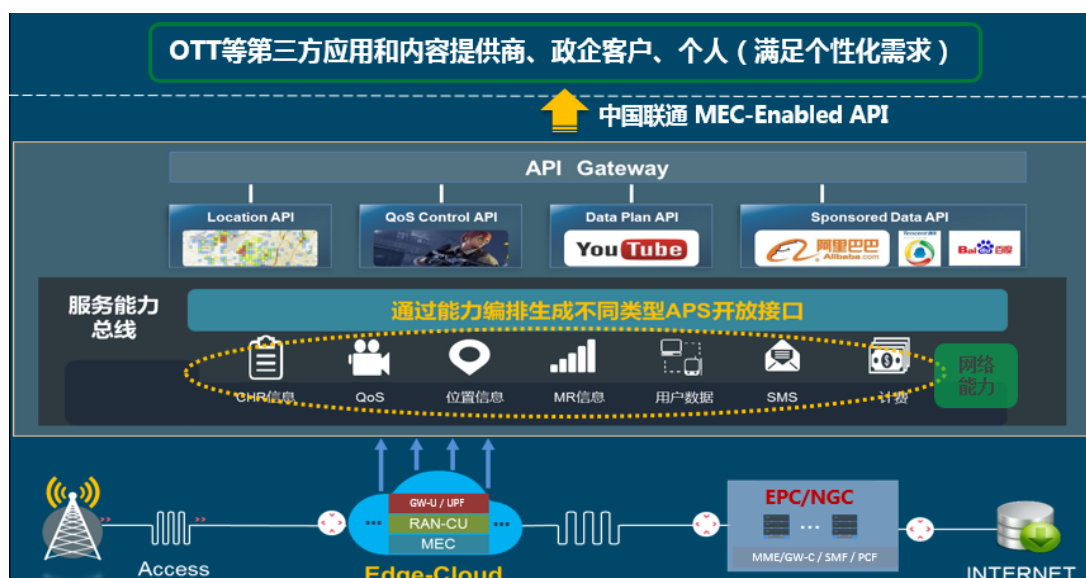 OTT等第三方应用和内容提供商、政企客户、个人（满足个性化需求）
中国联通 MEC-Enabled API
API Gateway
Location API
QoS Control API
Data Plan API
Sponsored Data API
YouTube
阿里巴巴
Alibaba.com
Bai百度
服务能力
总线
通过能力编排生成不同类型APS开放接口
CHR信息
QoS
位置信息
MR信息
用户数据
SMS
计费
网络
能力
GW-U / UPF
RAN-CU
MEC
EPC/NGC
MME/GW-C / SMF / PCF
Access
Edge-Cloud
INTERNET